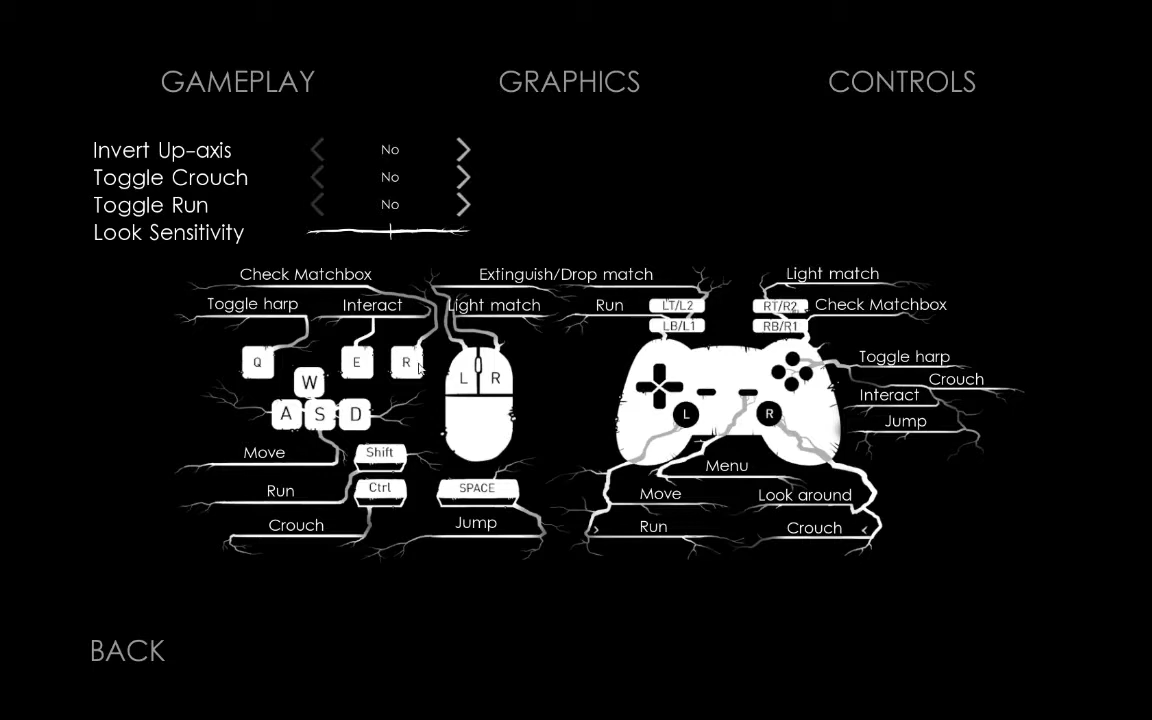 GAMEPLAY GRAPHICS CONTROLS
Invert Up-axis No
Toggle Crouch No
Toggle Run No
Look Sensitivity
Check Matchbox Extinguish/Drop match Light match
Toggle harp Interact Light match Run LT/L2 RT/R2 Check Matchbox
LB/L1 RB/R1
Q E R
Toggle harp
W L R Crouch
Interact
A S D L R Jump
Move Shift
Menu
Run Ctrl SPACE Move Look around
Crouch Jump Run Crouch
BACK